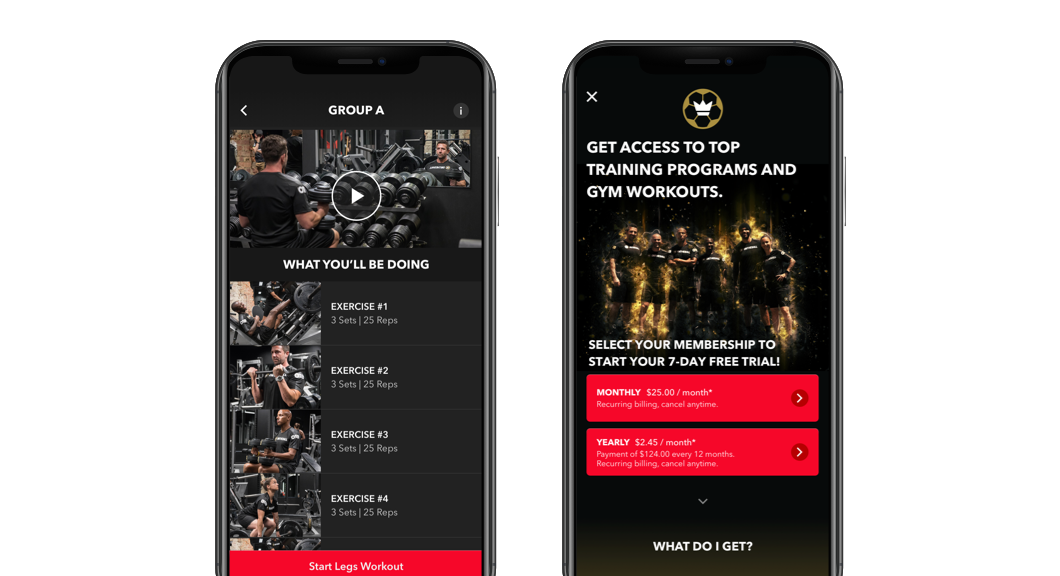 GROUP A
i
WHAT YOU'LL BE DOING
EXERCISE #1
3 Sets | 25 Reps
EXERCISE #2
3 Sets | 25 Reps
EXERCISE #3
3 Sets | 25 Reps
EXERCISE #4
3 Sets | 25 Reps
Start Legs Workout
GET ACCESS TO TOP
TRAINING PROGRAMS AND
GYM WORKOUTS.
SELECT YOUR MEMBERSHIP TO
START YOUR 7-DAY FREE TRIAL!
MONTHLY $25.00 / month*
Recurring billing, cancel anytime.
YEARLY $2.45 / month*
Payment of $124.00 every 12 months.
Recurring billing, cancel anytime.
WHAT DO I GET?